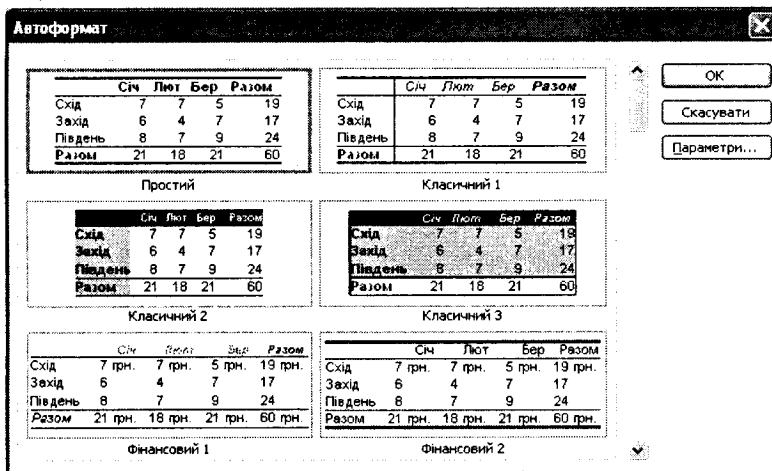 Автоформат
Січ Лют Бер Разом
Схід 7 7 5 19
Захід 6 4 7 17
Південь 8 7 9 24
Разом 21 18 21 60
Простий
Січ Лют Бер Разом
Схід 7 7 5 19
Захід 6 4 7 17
Південь 8 7 9 24
Разом 21 18 21 60
Класичний 1
Січ Лют Бер Разом
Схід 7 7 5 19
Захід 6 4 7 17
Південь 8 7 9 24
Разом 21 18 21 60
Класичний 2
Січ Лют Бер Разом
Схід 7 7 5 19
Захід 6 4 7 17
Південь 8 7 9 24
Разом 21 18 21 60
Класичний 3
Січ Лют Бер Разом
Схід 7 грн. 7 грн. 5 грн. 19 грн.
Захід 6 4 7 17
Південь 8 7 9 24
Разом 21 грн. 18 грн. 21 грн. 60 грн.
Фінансовий 1
Січ Лют Бер Разом
Схід 7 грн. 7 грн. 5 грн. 19 грн.
Захід 6 4 7 17
Південь 8 7 9 24
Разом 21 грн. 18 грн. 21 грн. 60 грн.
Фінансовий 2
ОК
Скасувати
Параметри...